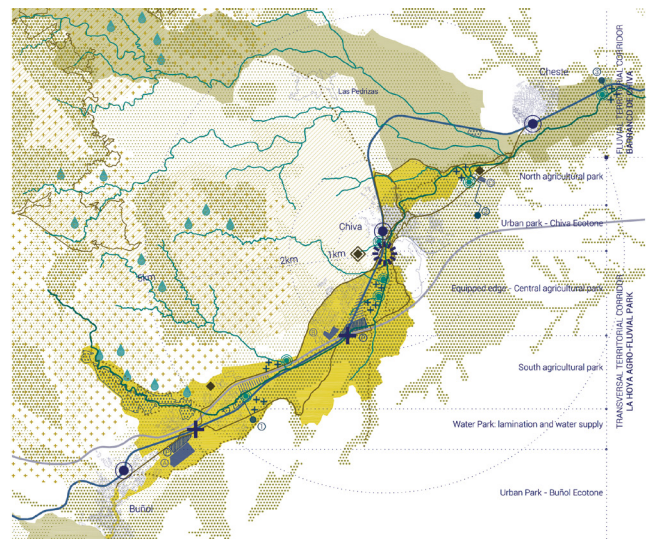 Cheste
Las Pedrizas
FLUVIAL TERRITORIAL CORRIDOR
BARRANCO DE CHIVA
North agricultural park
Chiva
Urban park - Chiva Ecotone
1km
2km
Equipped edge - Central agricultural park
TRANSVERSAL TERRITORIAL CORRIDOR
LA HOYA AGRO-FLUVIAL PARK
South agricultural park
Water Park: lamination and water supply
1
Urban Park - Buñol Ecotone
Buñol